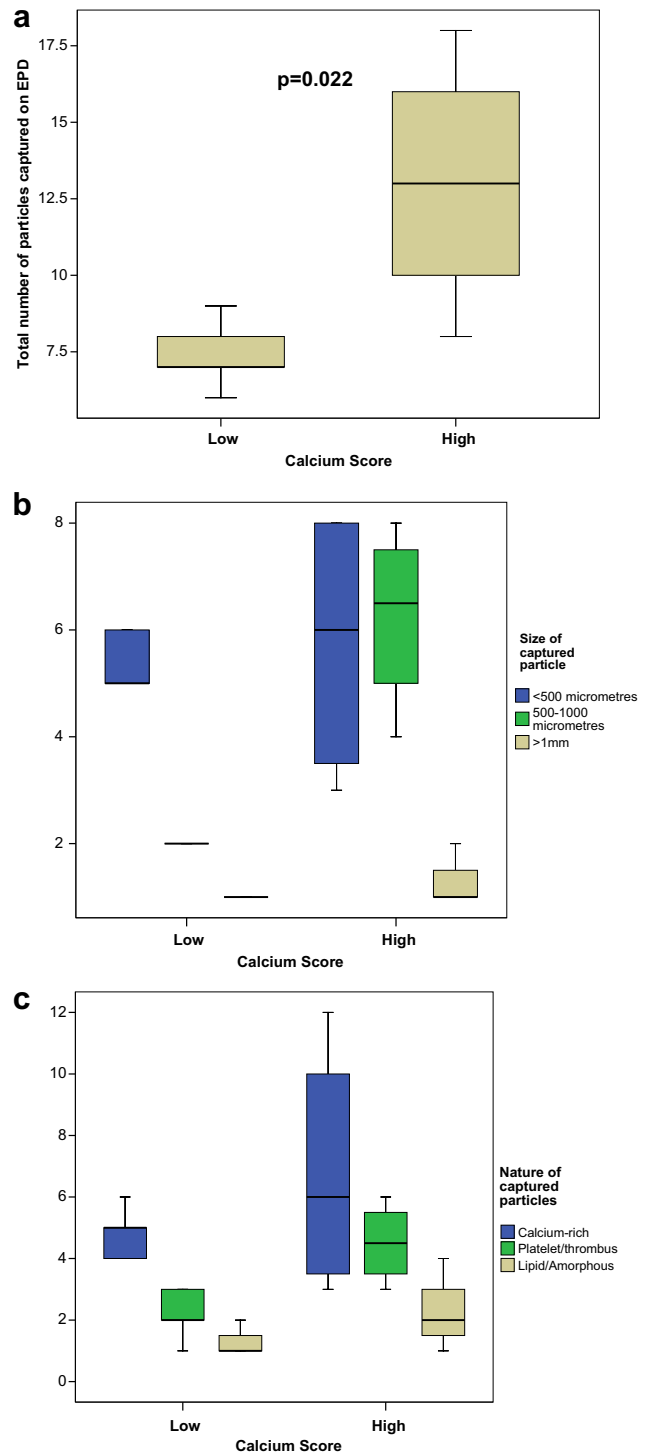 a
Total number of particles captured on EPD
17.5
15
12.5
10
7.5
p=0.022
Low
High
Calcium Score
b
8
6
4
2
Low
High
Calcium Score
Size of
captured
particle
<500 micrometres
500-1000
micrometres
>1mm
c
12
10
8
6
4
2
0
Low
High
Calcium Score
Nature of
captured
particles
Calcium-rich
Platelet/thrombus
Lipid/Amorphous